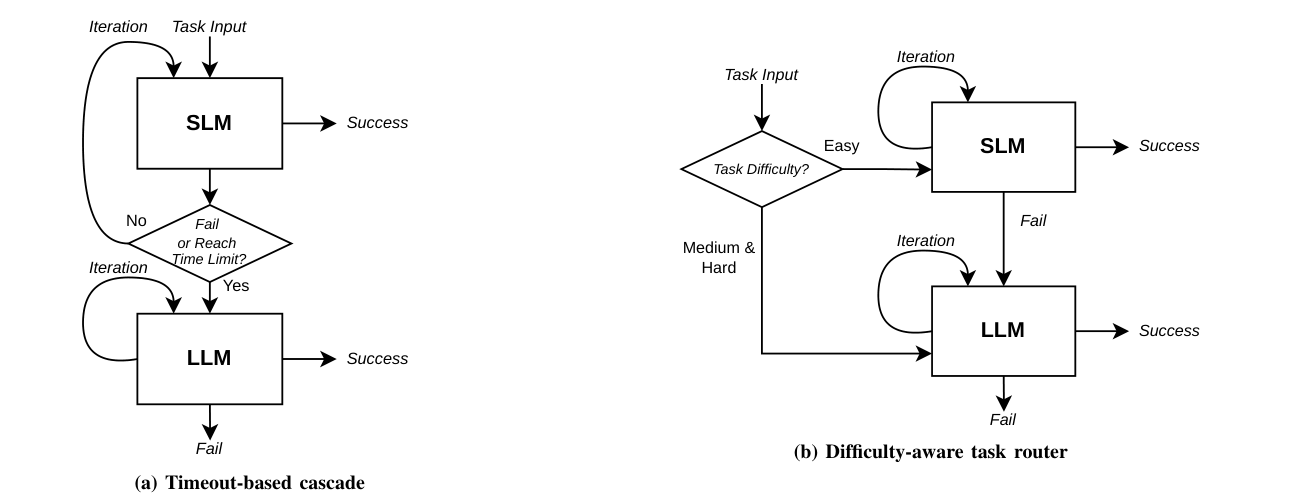 Iteration
Task Input
SLM
Success
No
Fail
or Reach
Time Limit?
Iteration
Yes
LLM
Success
Fail
(a) Timeout-based cascade
Task Input
Iteration
Task Difficulty?
Easy
SLM
Success
Medium &
Hard
Fail
Iteration
LLM
Success
Fail
(b) Difficulty-aware task router